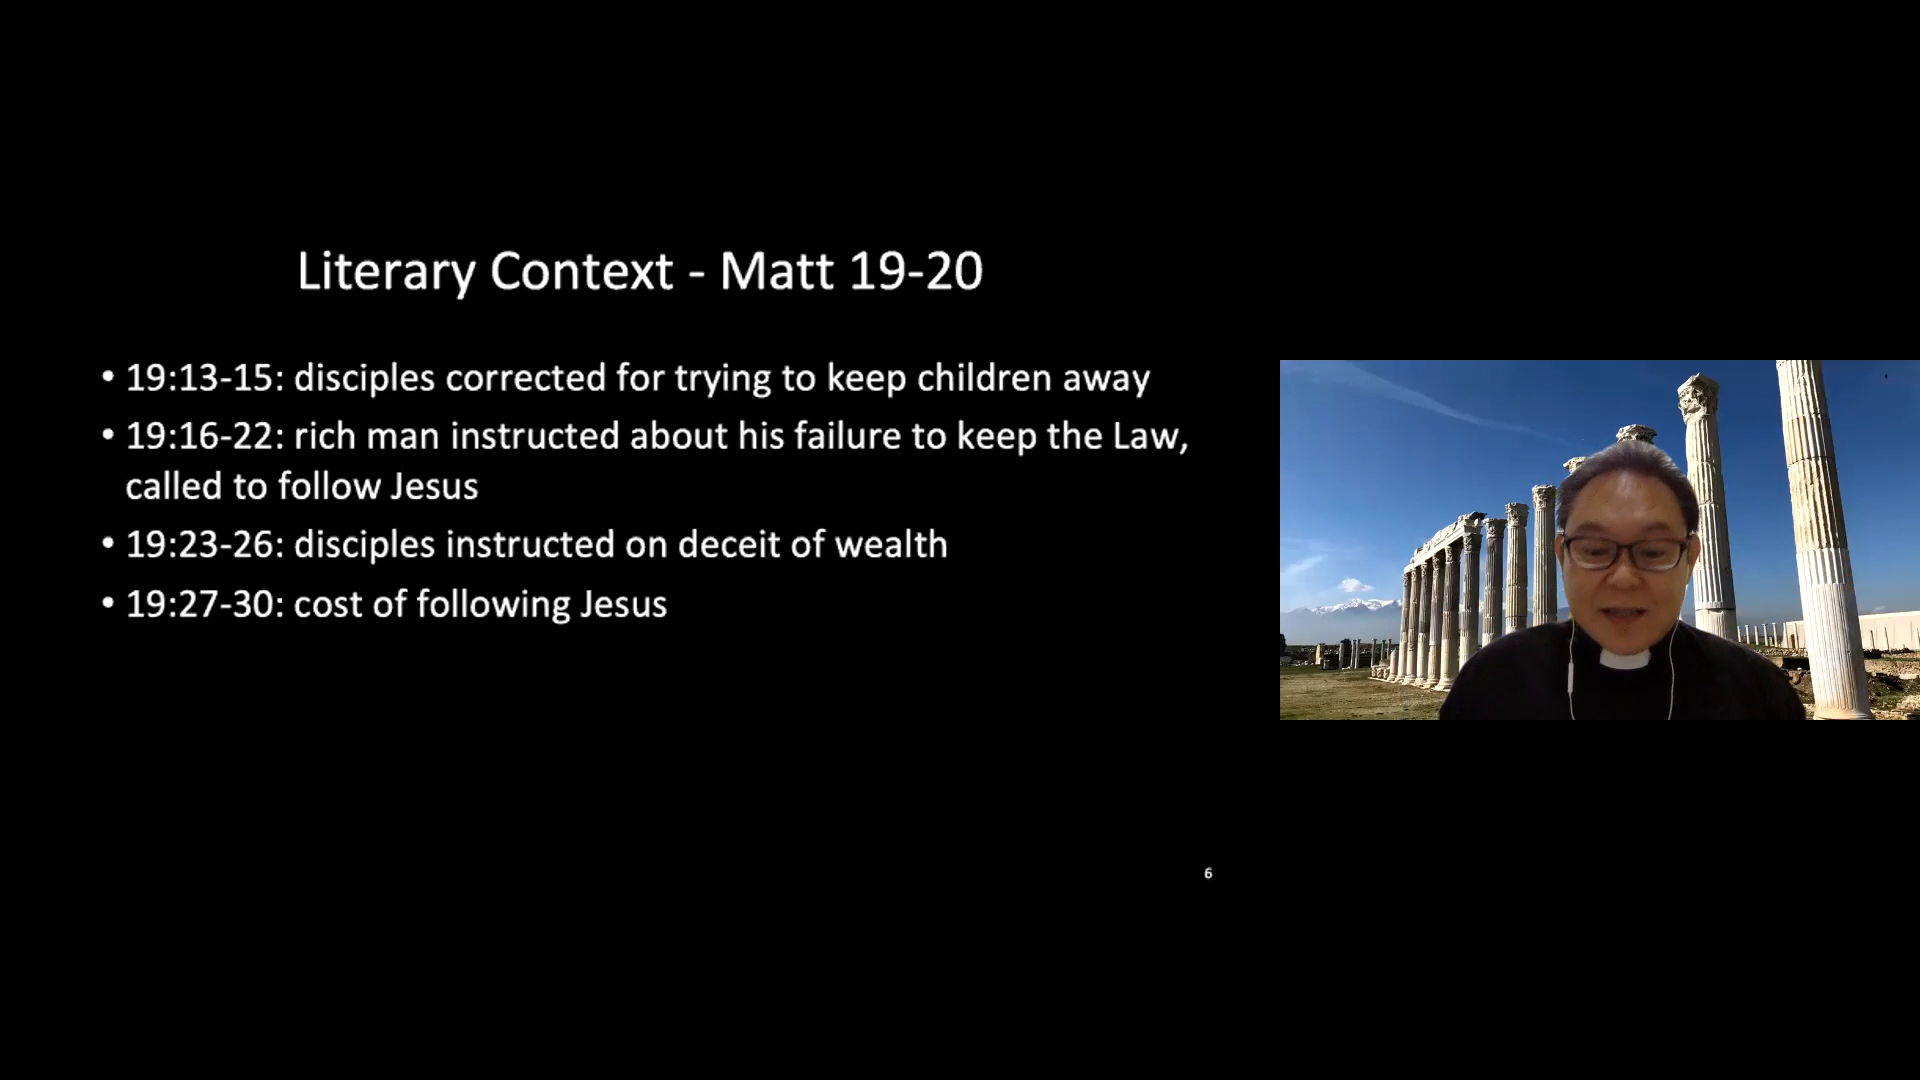 Literary Context - Matt 19-20
• 19:13-15: disciples corrected for trying to keep children away
• 19:16-22: rich man instructed about his failure to keep the Law,
called to follow Jesus
• 19:23-26: disciples instructed on deceit of wealth
• 19:27-30: cost of following Jesus
6